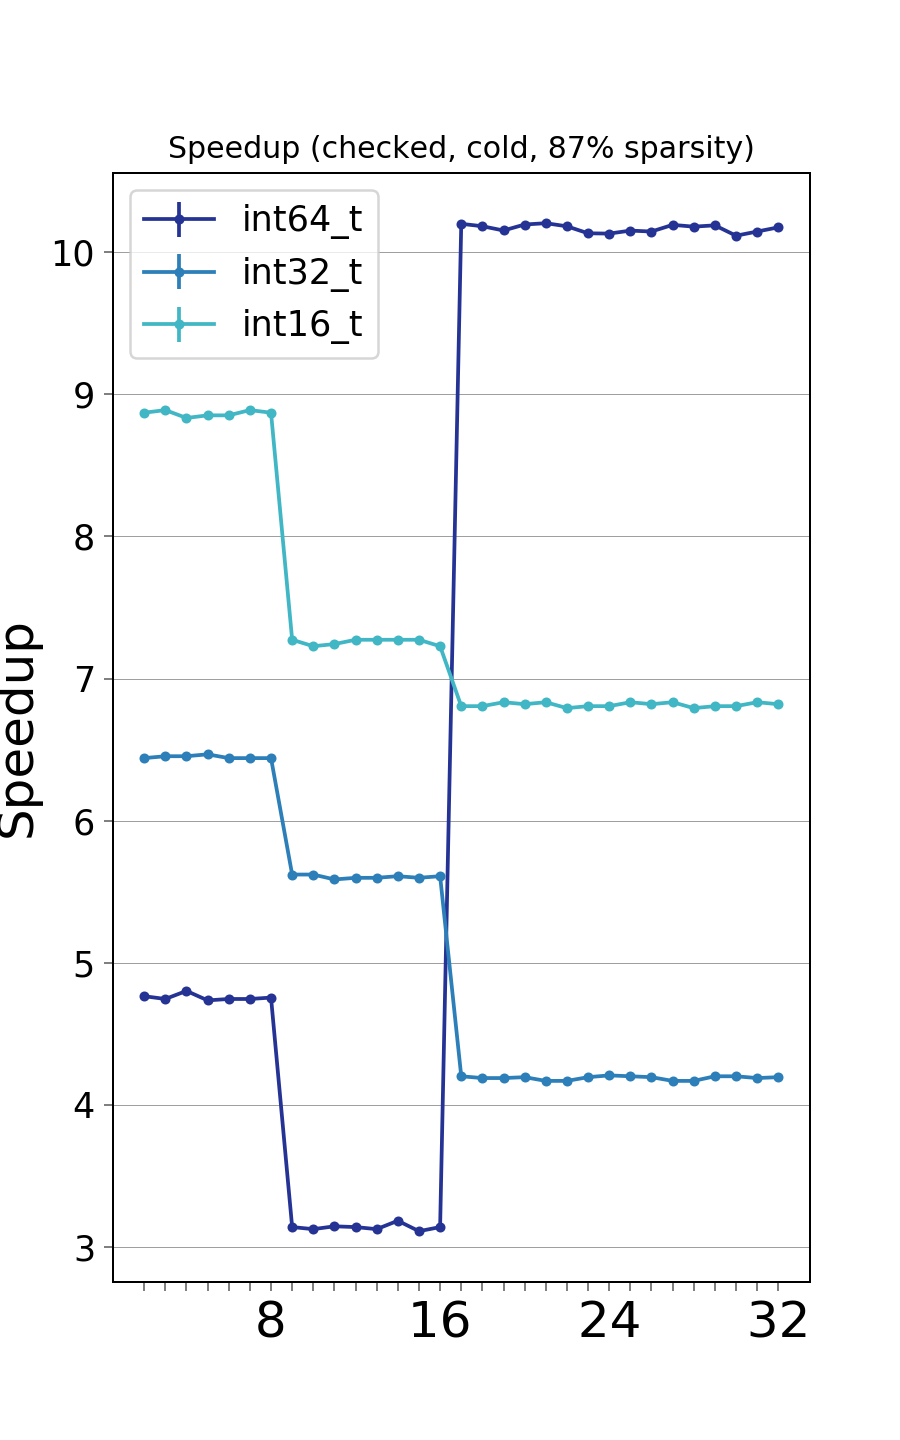 Speedup (checked, cold, 87% sparsity)
int64_t
int32_t
int16_t
10
9
8
7
6
5
4
3
Speedup
8 16 24 32